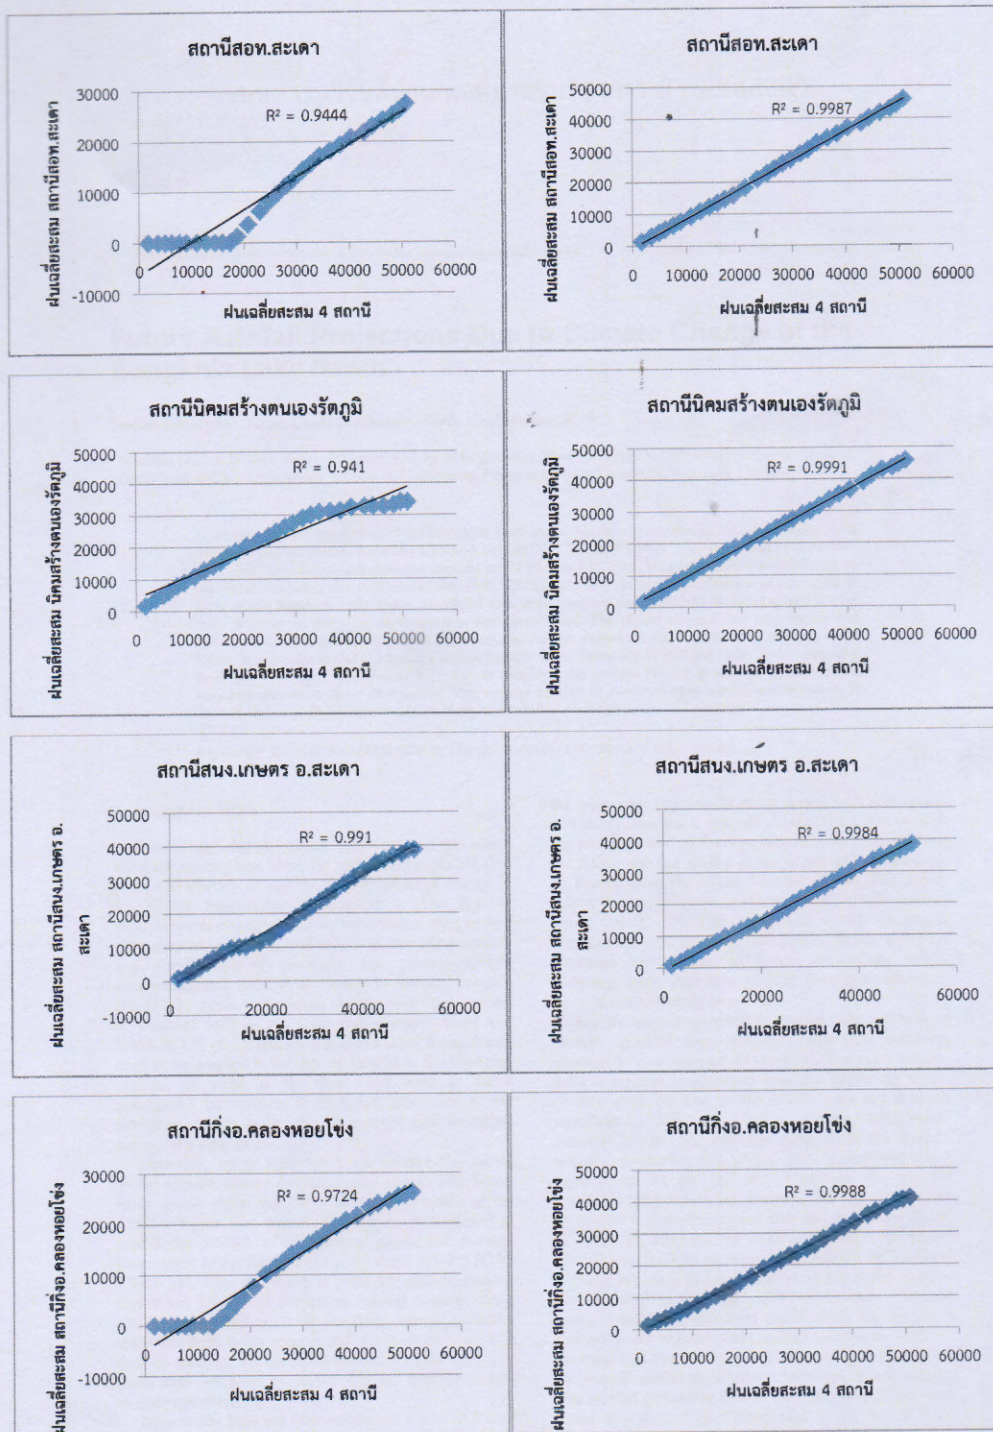 สถานีสอท.สะเดา
ฝนเฉลี่ยสะสม สถานีสอท.สะเดา
30000
20000
10000
0
-10000
R² = 0.9444
0 10000 20000 30000 40000 50000 60000
ฝนเฉลี่ยสะสม 4 สถานี
สถานีสอท.สะเดา
ฝนเฉลี่ยสะสม สถานีสอท.สะเดา
50000
40000
30000
20000
10000
0
R² = 0.9987
0 10000 20000 30000 40000 50000 60000
ฝนเฉลี่ยสะสม 4 สถานี
สถานีนิคมสร้างตนเองรัตภูมิ
ฝนเฉลี่ยสะสม นิคมสร้างตนเองรัตภูมิ
50000
40000
30000
20000
10000
0
R² = 0.941
0 10000 20000 30000 40000 50000 60000
ฝนเฉลี่ยสะสม 4 สถานี
สถานีนิคมสร้างตนเองรัตภูมิ
ฝนเฉลี่ยสะสม นิคมสร้างตนเองรัตภูมิ
50000
40000
30000
20000
10000
0
R² = 0.9991
0 10000 20000 30000 40000 50000 60000
ฝนเฉลี่ยสะสม 4 สถานี
สถานีสนง.เกษตร อ.สะเดา
ฝนเฉลี่ยสะสม สถานีสนง.เกษตร อ.
สะเดา
50000
40000
30000
20000
10000
0
-10000
R² = 0.991
0 20000 40000 60000
ฝนเฉลี่ยสะสม 4 สถานี
สถานีสนง.เกษตร อ.สะเดา
ฝนเฉลี่ยสะสม สถานีสนง.เกษตร อ.
สะเดา
50000
40000
30000
20000
10000
0
R² = 0.9984
0 20000 40000 60000
ฝนเฉลี่ยสะสม 4 สถานี
สถานีกิ่งอ.คลองหอยโข่ง
ฝนเฉลี่ยสะสม สถานีกิ่งอ.คลองหอยโข่ง
30000
20000
10000
0
-10000
R² = 0.9724
0 10000 20000 30000 40000 50000 60000
ฝนเฉลี่ยสะสม 4 สถานี
สถานีกิ่งอ.คลองหอยโข่ง
ฝนเฉลี่ยสะสม สถานีกิ่งอ.คลองหอยโข่ง
50000
40000
30000
20000
10000
0
R² = 0.9988
0 10000 20000 30000 40000 50000 60000
ฝนเฉลี่ยสะสม 4 สถานี